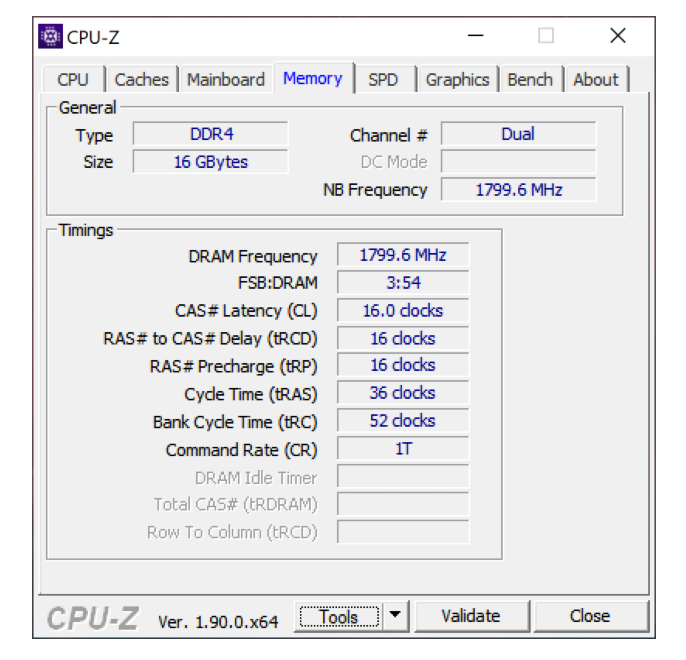 CPU-Z
CPU Caches Mainboard Memory SPD Graphics Bench About
General
Type DDR4 Channel # Dual
Size 16 GBytes DC Mode
NB Frequency 1799.6 MHz
Timings
DRAM Frequency 1799.6 MHz
FSB:DRAM 3:54
CAS# Latency (CL) 16.0 clocks
RAS# to CAS# Delay (tRCD) 16 clocks
RAS# Precharge (tRP) 16 clocks
Cycle Time (tRAS) 36 clocks
Bank Cycle Time (tRC) 52 clocks
Command Rate (CR) 1T
DRAM Idle Timer
Total CAS# (tRDRAM)
Row To Column (tRCD)
CPU-Z Ver. 1.90.0.x64 Tools Validate Close